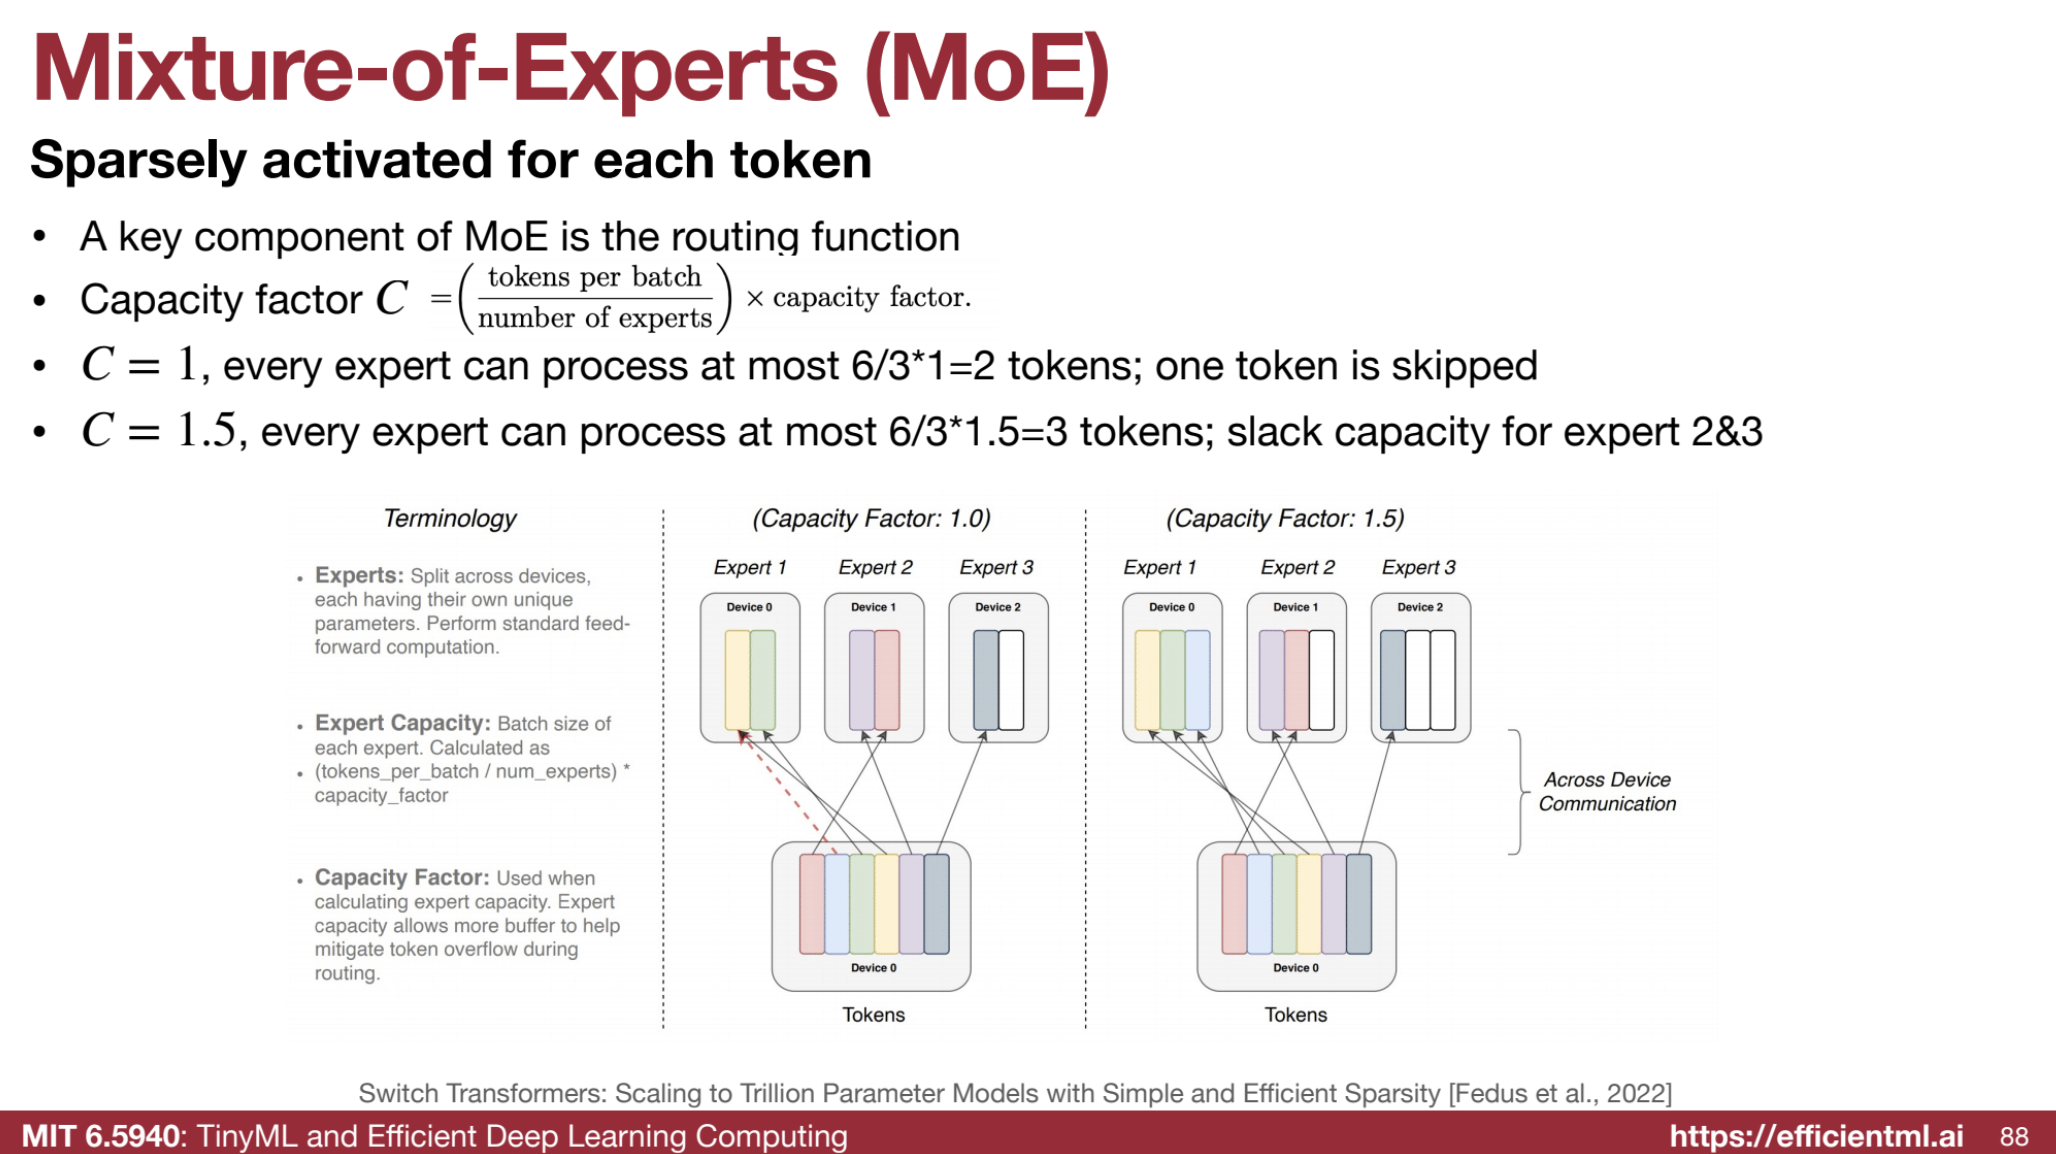 Mixture-of-Experts (MoE)
Sparsely activated for each token
• A key component of MoE is the routing function
• Capacity factor C = (tokens per batch / number of experts) × capacity factor.
• C = 1, every expert can process at most 6/3*1=2 tokens; one token is skipped
• C = 1.5, every expert can process at most 6/3*1.5=3 tokens; slack capacity for expert 2&3
Terminology
• Experts: Split across devices,
each having their own unique
parameters. Perform standard feed-
forward computation.
• Expert Capacity: Batch size of
each expert. Calculated as
• (tokens_per_batch / num_experts) *
capacity_factor
• Capacity Factor: Used when
calculating expert capacity. Expert
capacity allows more buffer to help
mitigate token overflow during
routing.
(Capacity Factor: 1.0)
Expert 1 Expert 2 Expert 3
Device 0 Device 1 Device 2
Device 0
Tokens
(Capacity Factor: 1.5)
Expert 1 Expert 2 Expert 3
Device 0 Device 1 Device 2
Device 0
Tokens
Across Device
Communication
Switch Transformers: Scaling to Trillion Parameter Models with Simple and Efficient Sparsity [Fedus et al., 2022]
MIT 6.5940: TinyML and Efficient Deep Learning Computing
https://efficientml.ai 88